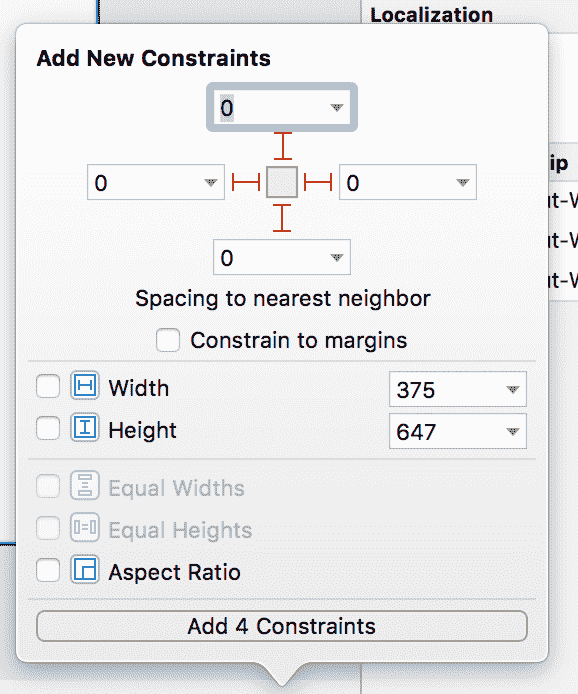 Localization
Add New Constraints
0
0
0
0
Spacing to nearest neighbor
Constrain to margins
Width
375
Height
647
Equal Widths
Equal Heights
Aspect Ratio
Add 4 Constraints
ip
ut-W
ut-W
ut-W